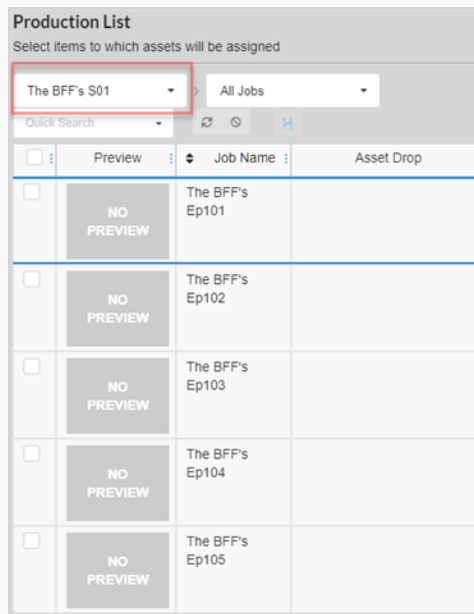 Production List
Select items to which assets will be assigned
The BFF's S01 > All Jobs
Quick Search
Preview Job Name Asset Drop
NO
PREVIEW
The BFF's
Ep101
NO
PREVIEW
The BFF's
Ep102
NO
PREVIEW
The BFF's
Ep103
NO
PREVIEW
The BFF's
Ep104
NO
PREVIEW
The BFF's
Ep105